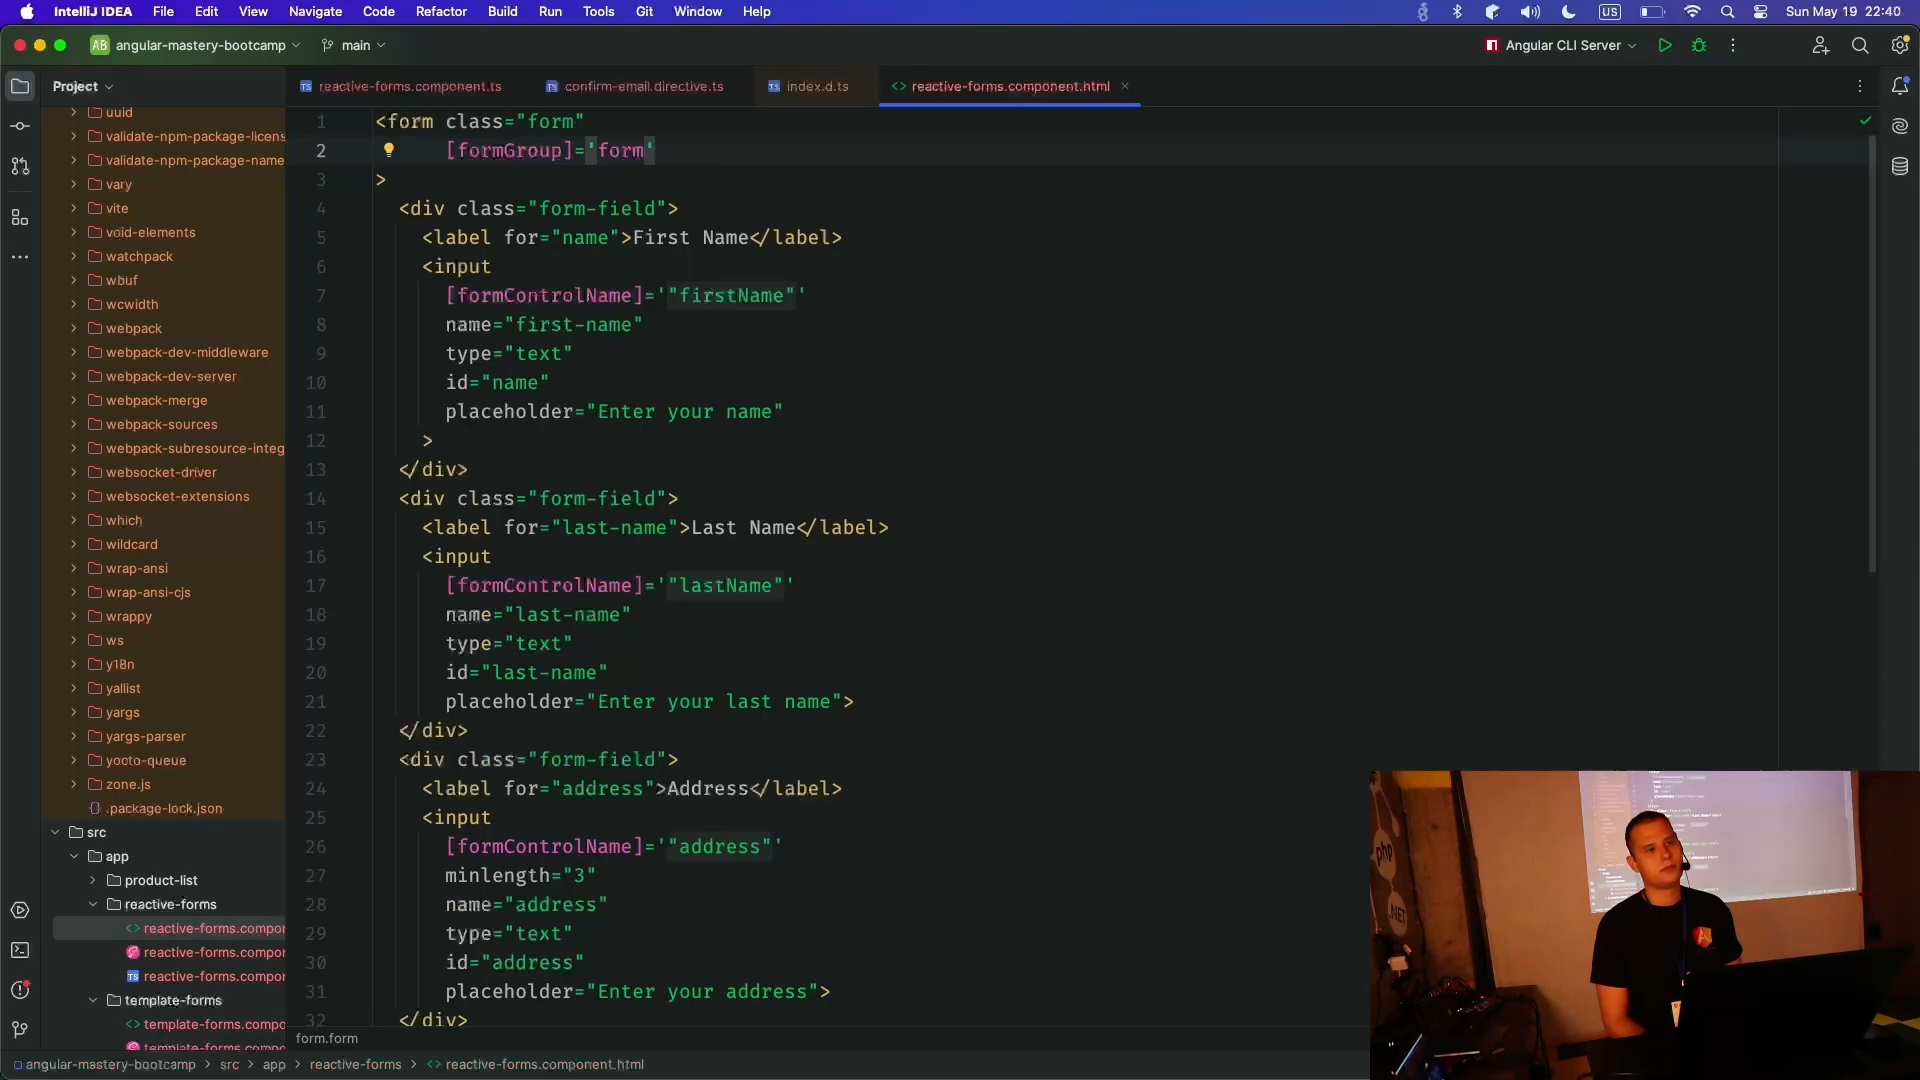 IntelliJ IDEA File Edit View Navigate Code Refactor Build Run Tools Git Window Help
US
Sun May 19 22:40
AB angular-mastery-bootcamp main
Angular CLI Server
Project
reactive-forms.component.ts
confirm-email.directive.ts
index.d.ts
reactive-forms.component.html
uuid
validate-npm-package-licens
validate-npm-package-name
vary
vite
void-elements
watchpack
wbuf
wcwidth
webpack
webpack-dev-middleware
webpack-dev-server
webpack-merge
webpack-sources
webpack-subresource-integ
websocket-driver
websocket-extensions
which
wildcard
wrap-ansi
wrap-ansi-cjs
wrappy
ws
y18n
yallist
yargs
yargs-parser
yocto-queue
zone.js
.package-lock.json
src
app
product-list
reactive-forms
reactive-forms.compor
reactive-forms.compor
TS reactive-forms.compor
template-forms
template-forms.compo
template-forms.compo
1 <form class="form"
2 [formGroup]='form'
3 >
4 <div class="form-field">
5 <label for="name">First Name</label>
6 <input
7 [formControlName]='"firstName"'
8 name="first-name"
9 type="text"
10 id="name"
11 placeholder="Enter your name"
12 >
13 </div>
14 <div class="form-field">
15 <label for="last-name">Last Name</label>
16 <input
17 [formControlName]='"lastName"'
18 name="last-name"
19 type="text"
20 id="last-name"
21 placeholder="Enter your last name">
22 </div>
23 <div class="form-field">
24 <label for="address">Address</label>
25 <input
26 [formControlName]='"address"'
27 minlength="3"
28 name="address"
29 type="text"
30 id="address"
31 placeholder="Enter your address">
32 </div>
form.form
angular-mastery-bootcamp > src > app > reactive-forms > reactive-forms.component.html
php
.NET